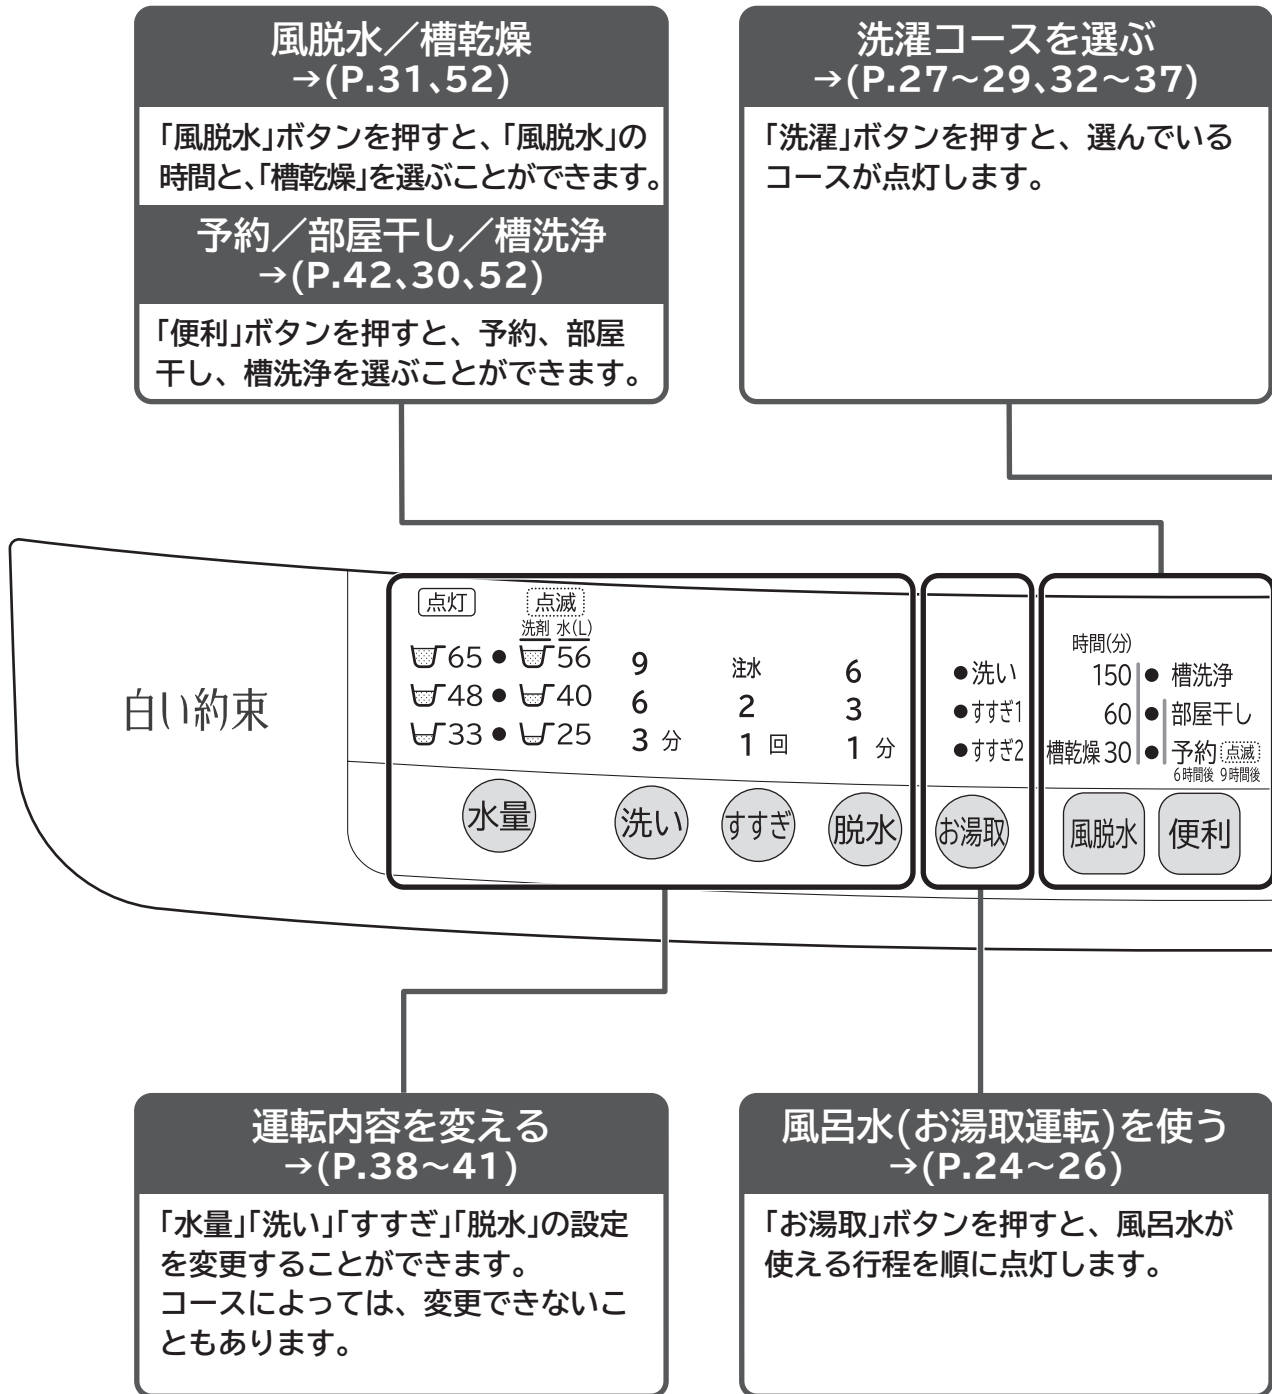 風脱水／槽乾燥
→(P.31、52)
「風脱水」ボタンを押すと、「風脱水」の
時間と、「槽乾燥」を選ぶことができます。
予約／部屋干し／槽洗浄
→(P.42、30、52)
「便利」ボタンを押すと、予約、部屋
干し、槽洗浄を選ぶことができます。
洗濯コースを選ぶ
→(P.27～29、32～37)
「洗濯」ボタンを押すと、選んでいる
コースが点灯します。
白い約束
点灯 点滅
洗剤 水(L)
65 ● 56
48 ● 40
33 ● 25
水量
9
6
3 分
洗い
注水
2
1 回
すすぎ
6
3
1 分
脱水
●洗い
●すすぎ1
●すすぎ2
お湯取
時間(分)
150 ● 槽洗浄
60 ● 部屋干し
槽乾燥 30 ● 予約 点滅
6時間後 9時間後
風脱水 便利
運転内容を変える
→(P.38～41)
「水量」「洗い」「すすぎ」「脱水」の設定
を変更することができます。
コースによっては、変更できないこ
ともあります。
風呂水(お湯取運転)を使う
→(P.24～26)
「お湯取」ボタンを押すと、風呂水が
使える行程を順に点灯します。